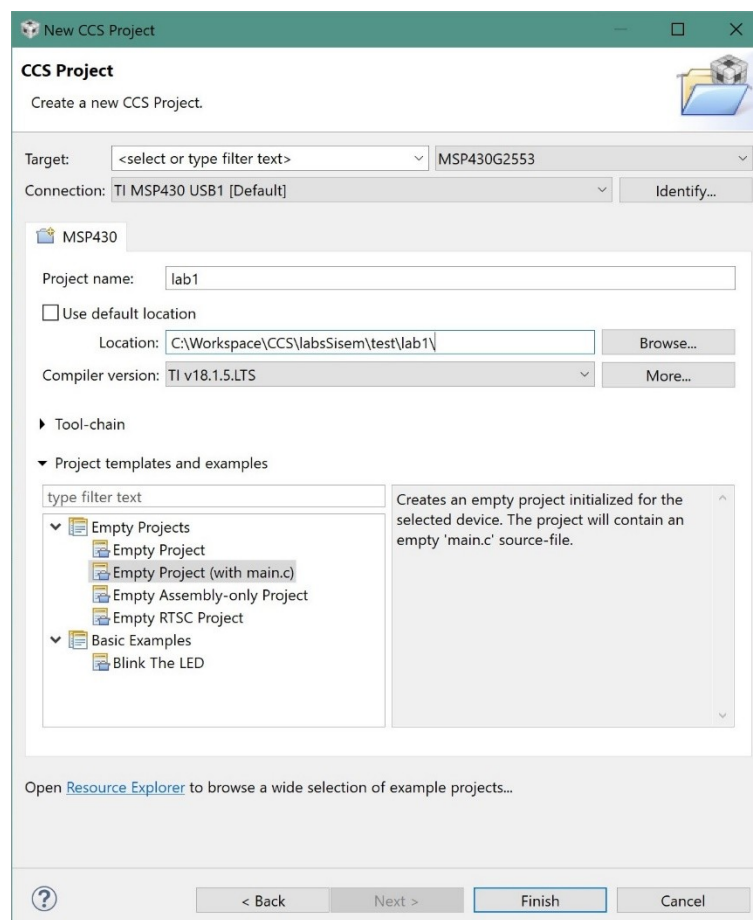 New CCS Project
CCS Project
Create a new CCS Project.
Target: <select or type filter text> MSP430G2553
Connection: TI MSP430 USB1 [Default] Identify...
MSP430
Project name: lab1
Use default location
Location: C:\Workspace\CCS\labsSisem\test\lab1\ Browse...
Compiler version: TI v18.1.5.LTS More...
Tool-chain
Project templates and examples
type filter text
Empty Projects
Empty Project
Empty Project (with main.c)
Empty Assembly-only Project
Empty RTSC Project
Basic Examples
Blink The LED
Creates an empty project initialized for the
selected device. The project will contain an
empty 'main.c' source-file.
Open Resource Explorer to browse a wide selection of example projects...
? < Back Next > Finish Cancel